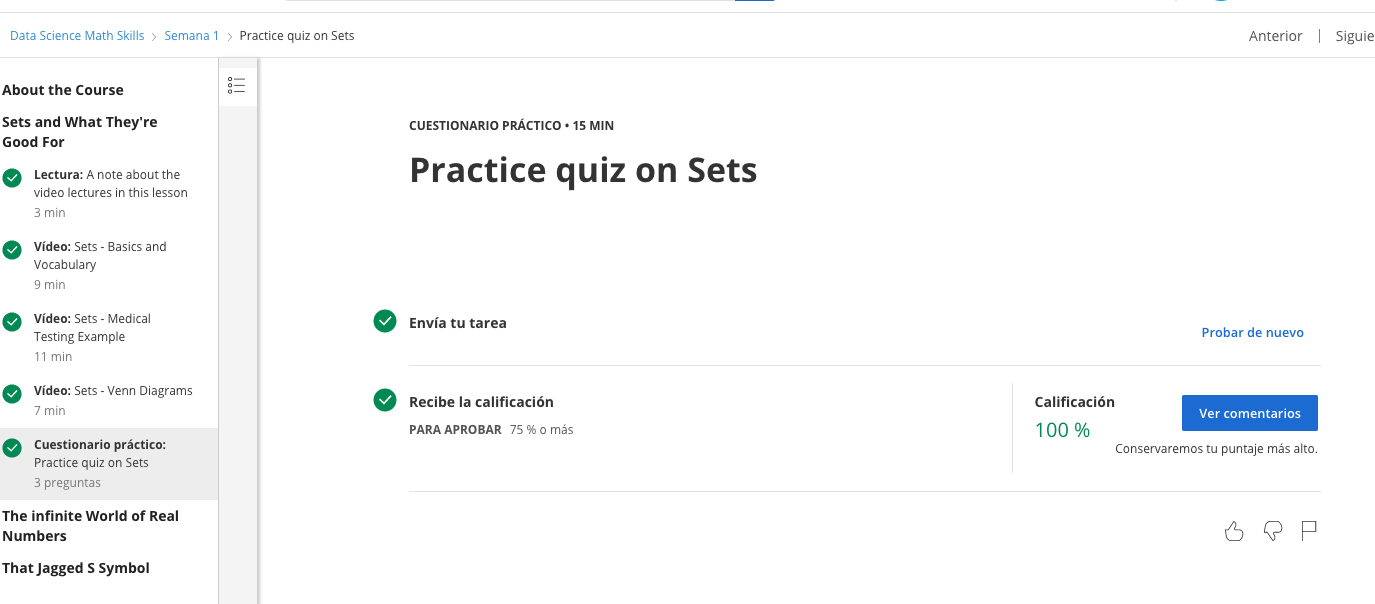 Data Science Math Skills > Semana 1 > Practice quiz on Sets
Anterior | Siguie
About the Course
Sets and What They're
Good For
Lectura: A note about the
video lectures in this lesson
3 min
Vídeo: Sets - Basics and
Vocabulary
9 min
Vídeo: Sets - Medical
Testing Example
11 min
Vídeo: Sets - Venn Diagrams
7 min
Cuestionario práctico:
Practice quiz on Sets
3 preguntas
The infinite World of Real
Numbers
That Jagged S Symbol
CUESTIONARIO PRÁCTICO • 15 MIN
Practice quiz on Sets
Envía tu tarea
Probar de nuevo
Recibe la calificación
PARA APROBAR 75 % o más
Calificación
100 %
Ver comentarios
Conservaremos tu puntaje más alto.